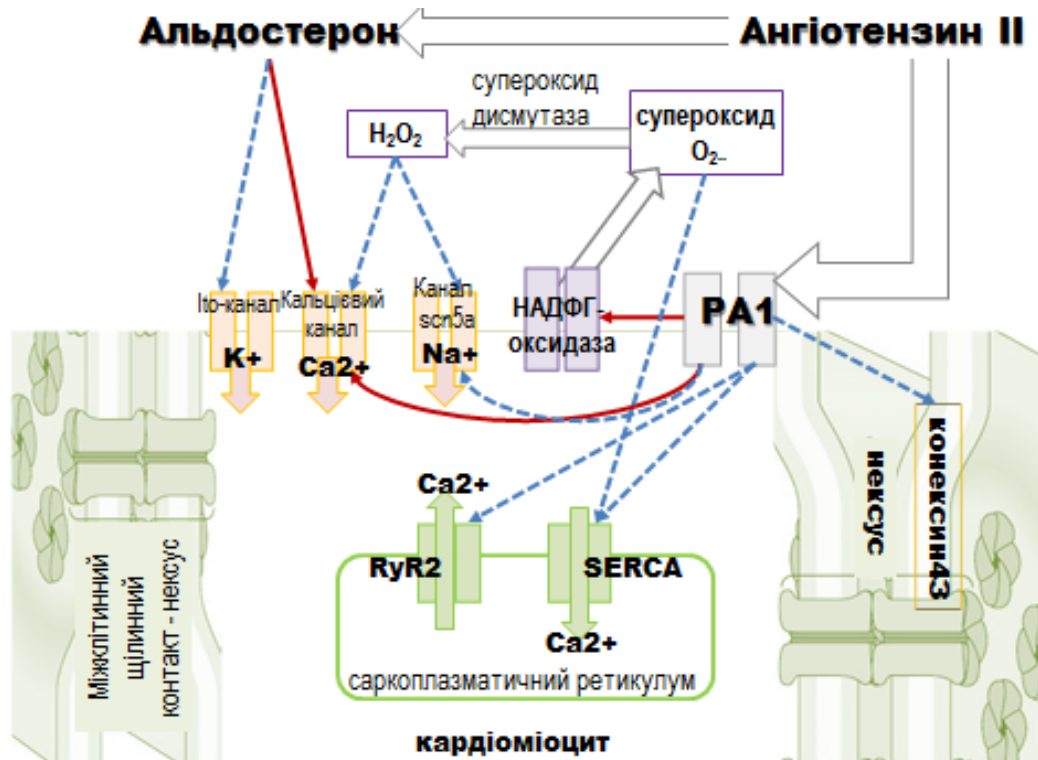 Альдостерон
Ангіотензин II
супероксид
дисмутаза
H₂O₂
супероксид
O₂₋
Ito-канал
K+
Кальцієвий
канал
Ca2+
Канал
scn5a
Na+
НАДФГ-
оксидаза
РА1
Ca2+
RyR2
SERCA
Ca2+
саркоплазматичний ретикулум
кардіоміоцит
Міжклітинний
щілинний
контакт - нексус
нексус
конексин43